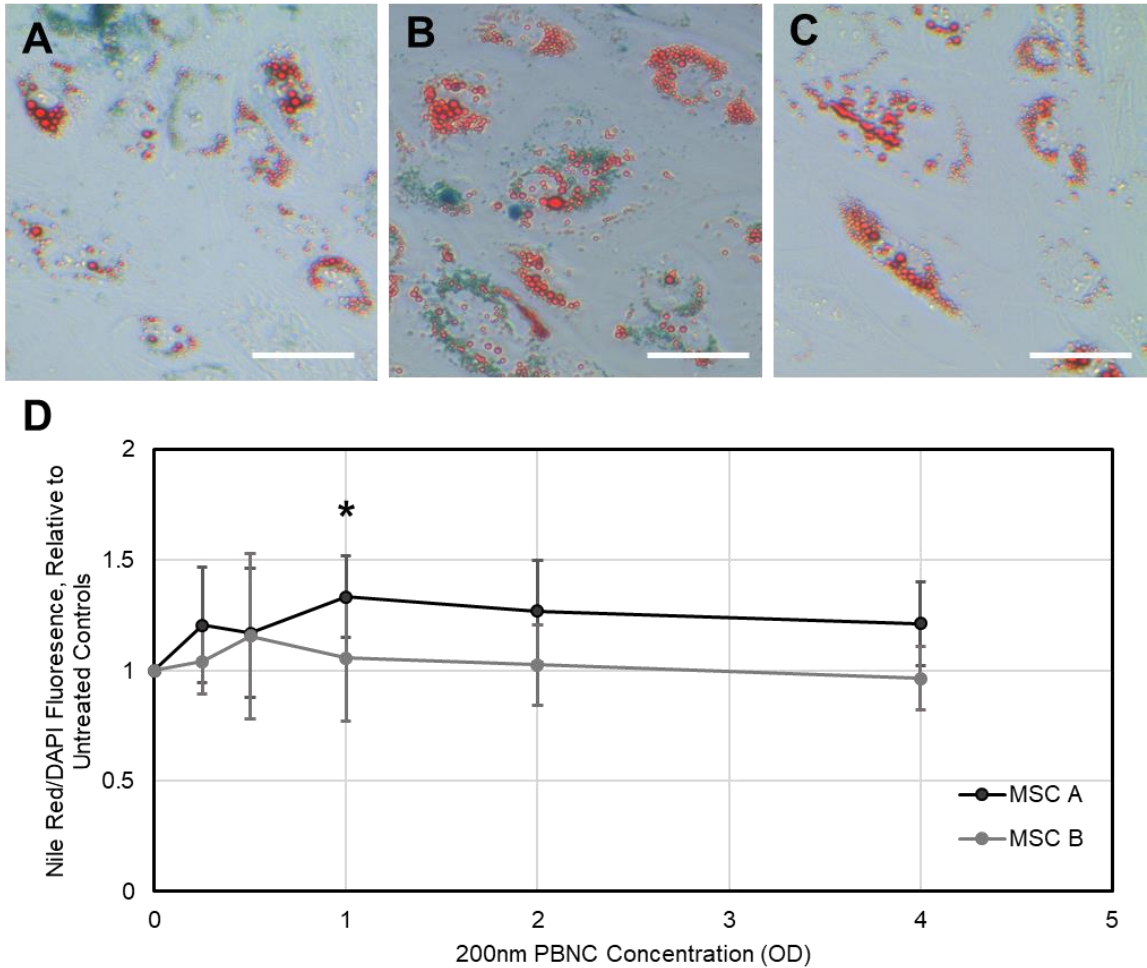 A
B
C
D
Nile Red/DAPI Fluoresence, Relative to
Untreated Controls
2
1.5
1
0.5
0
*
MSC A
MSC B
0 1 2 3 4 5
200nm PBNC Concentration (OD)